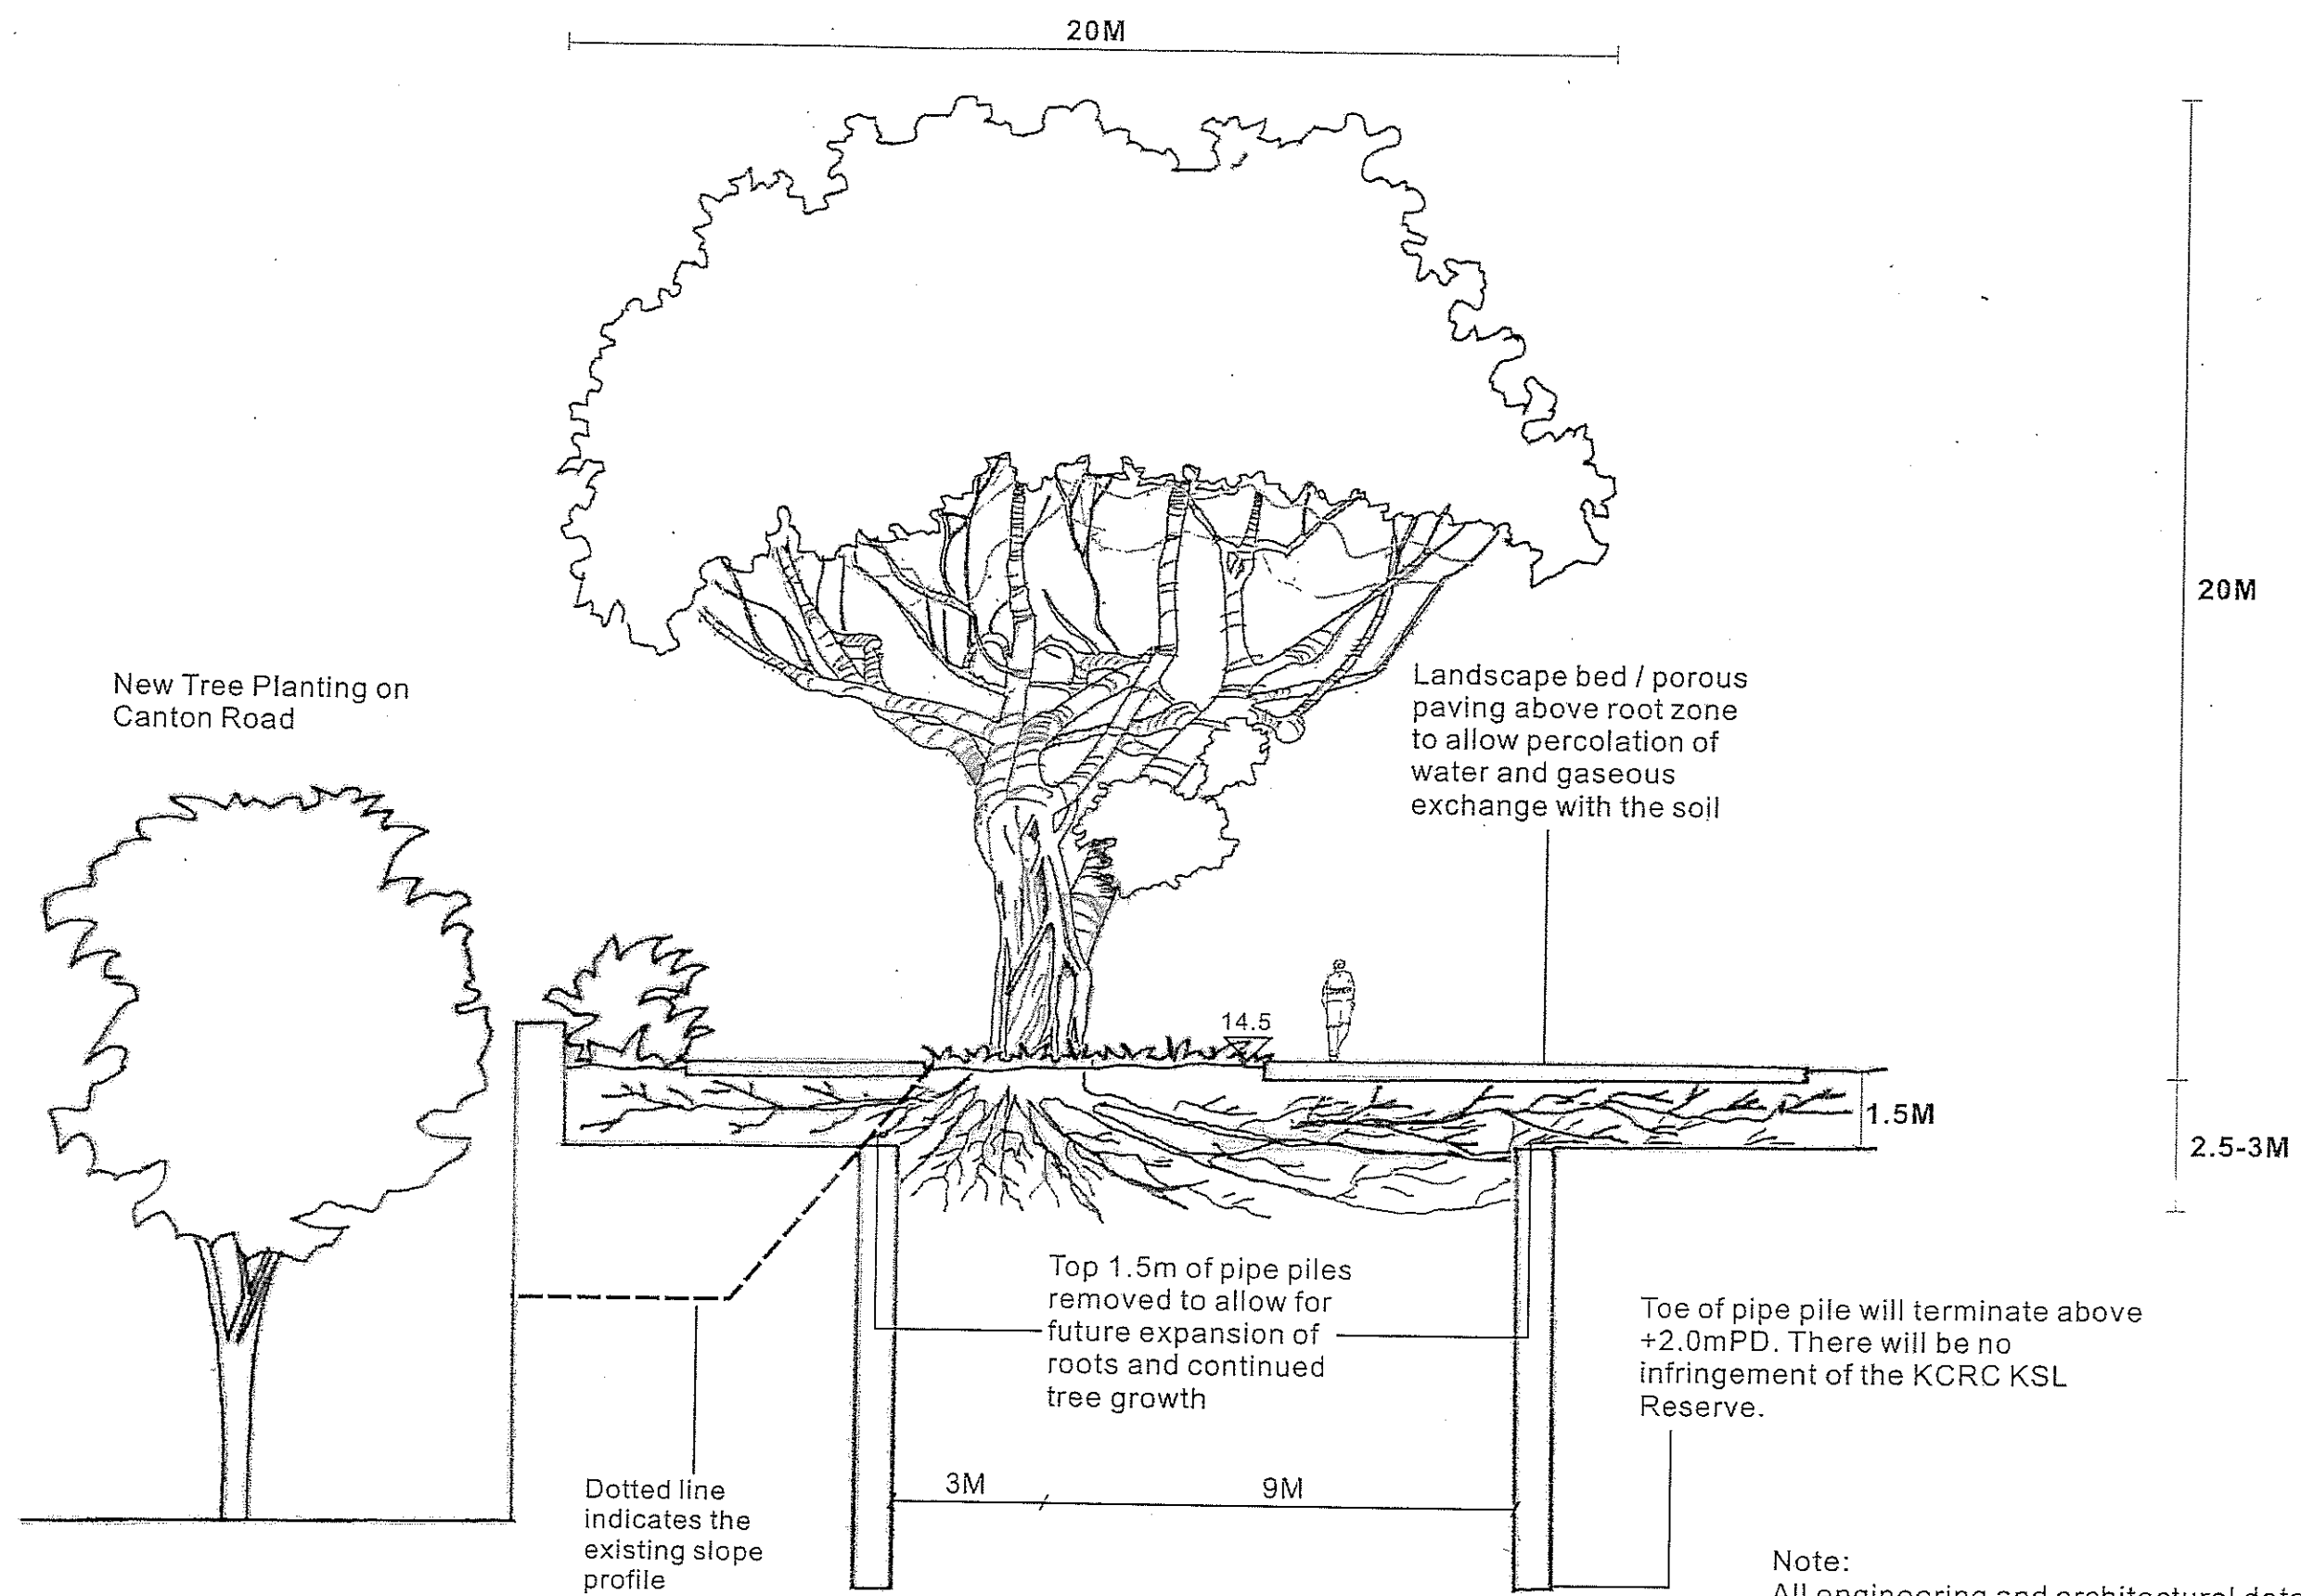 20M
20M
New Tree Planting on
Canton Road
Landscape bed / porous
paving above root zone
to allow percolation of
water and gaseous
exchange with the soil
14.5
1.5M
2.5-3M
Top 1.5m of pipe piles
removed to allow for
future expansion of
roots and continued
tree growth
Toe of pipe pile will terminate above
+2.0mPD. There will be no
infringement of the KCRC KSL
Reserve.
3M
9M
Dotted line
indicates the
existing slope
profile
Note:
All engineering and architectural